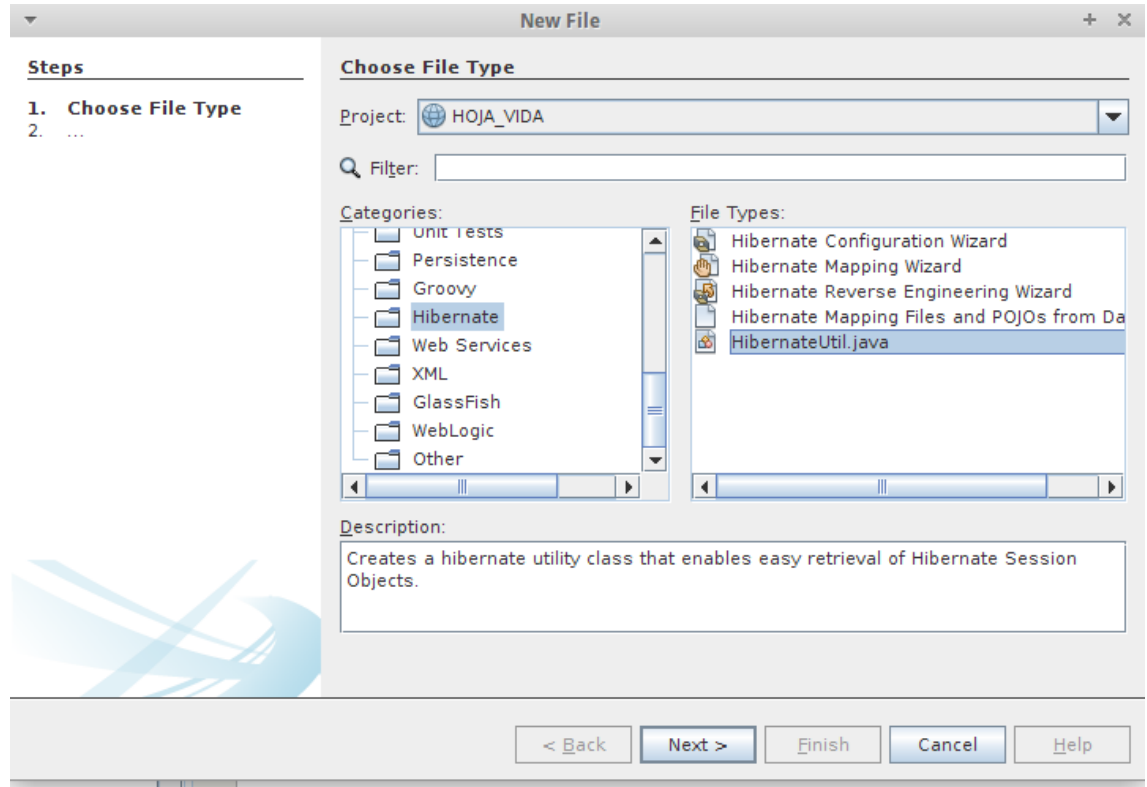 New File
Steps
1. Choose File Type
2. ...
Choose File Type
Project: HOJA_VIDA
Filter:
Categories:
Unit Tests
Persistence
Groovy
Hibernate
Web Services
XML
GlassFish
WebLogic
Other
File Types:
Hibernate Configuration Wizard
Hibernate Mapping Wizard
Hibernate Reverse Engineering Wizard
Hibernate Mapping Files and POJOs from Da
HibernateUtil.java
Description:
Creates a hibernate utility class that enables easy retrieval of Hibernate Session
Objects.
< Back
Next >
Finish
Cancel
Help